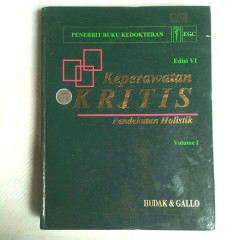 PENERBIT BUKU KEDOKTERAN EGC
Edisi VI
Keperawatan
KRITIS
Pendekatan Holistik
Volume I
HUDAK & GALLO